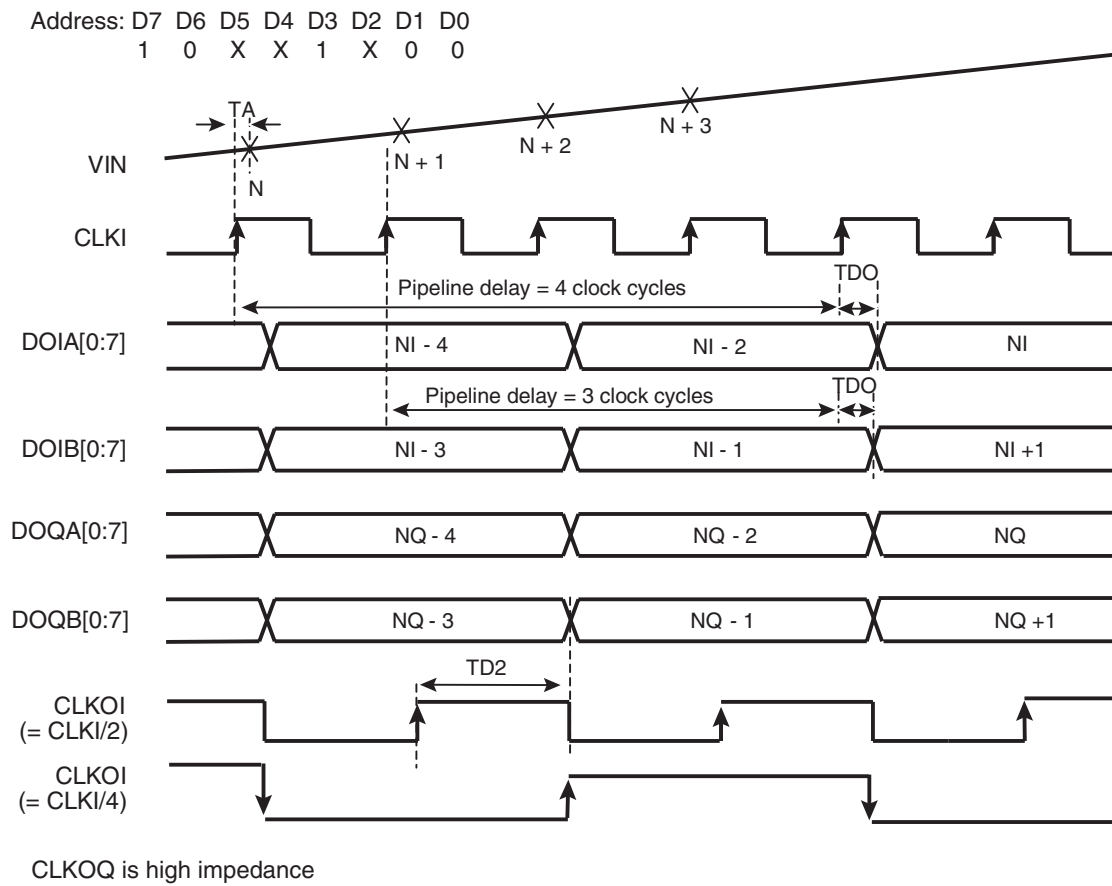 Address: D7 D6 D5 D4 D3 D2 D1 D0
1 0 X X 1 X 0 0
TA
VIN
N
N + 1
N + 2
N + 3
CLKI
TDO
Pipeline delay = 4 clock cycles
DOIA[0:7]
NI - 4
NI - 2
NI
TDO
Pipeline delay = 3 clock cycles
DOIB[0:7]
NI - 3
NI - 1
NI +1
DOQA[0:7]
NQ - 4
NQ - 2
NQ
DOQB[0:7]
NQ - 3
NQ - 1
NQ +1
TD2
CLKOI
(= CLKI/2)
CLKOI
(= CLKI/4)
CLKOQ is high impedance